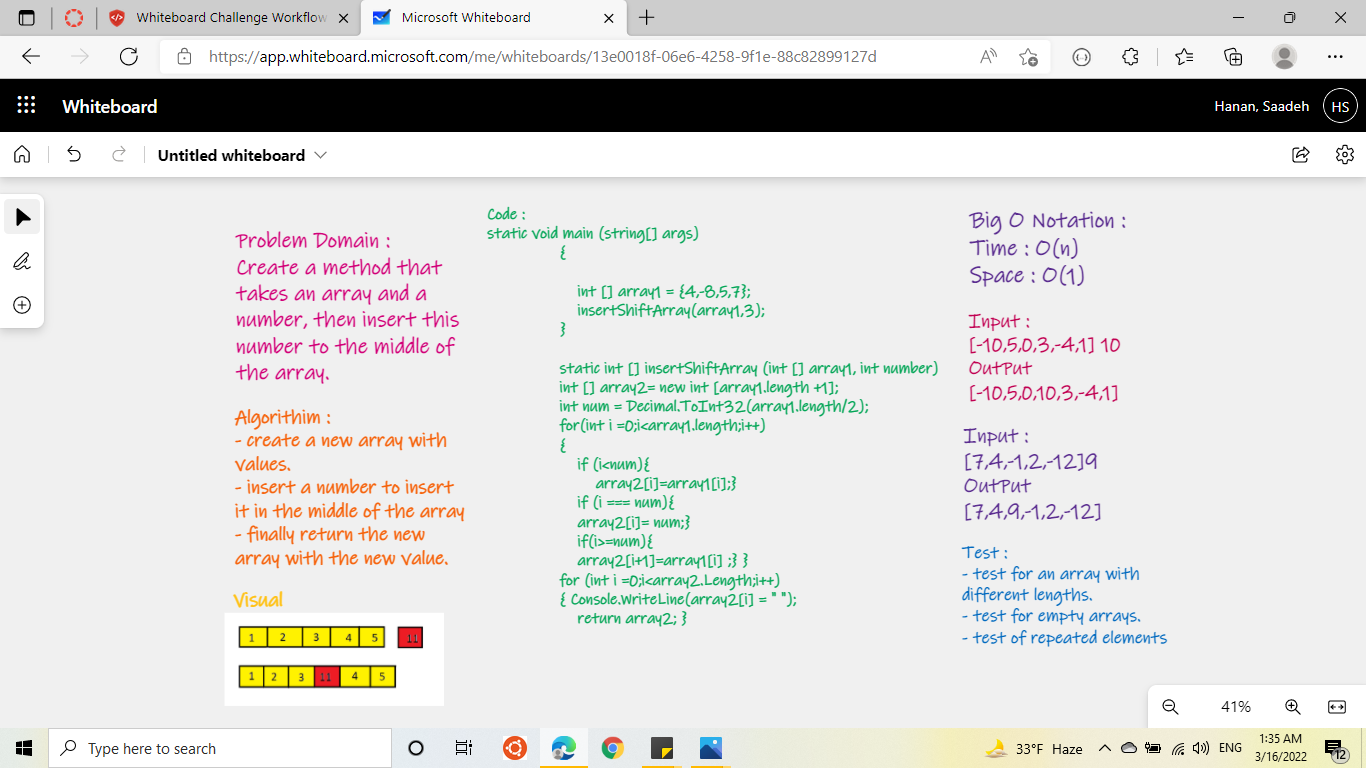 Whiteboard Challenge Workflow
Microsoft Whiteboard
https://app.whiteboard.microsoft.com/me/whiteboards/13e0018f-06e6-4258-9f1e-88c82899127d
Whiteboard
Hanan, Saadeh
HS
Untitled whiteboard
Problem Domain :
Create a method that
takes an array and a
number, then insert this
number to the middle of
the array.
Algorithim :
- create a new array with
values.
- insert a number to insert
it in the middle of the array
- finally return the new
array with the new value.
Visual
1 2 3 4 5 11
1 2 3 11 4 5
Code :
static void main (string[] args)
{
int [] array1 = {4,-8,5,7};
insertShiftArray(array1,3);
}
static int [] insertShiftArray (int [] array1, int number)
int [] array2= new int [array1.length +1];
int num = Decimal.ToInt32(array1.length/2);
for(int i =0;i<array1.length;i++)
{
if (i<num){
array2[i]=array1[i];}
if (i === num){
array2[i]= num;}
if(i>=num){
array2[i+1]=array1[i] ;} }
for (int i =0;i<array2.Length;i++)
{ Console.WriteLine(array2[i] = " ");
return array2; }
Big O Notation :
Time : O(n)
Space : O(1)
Input :
[-10,5,0,3,-4,1] 10
OutPut
[-10,5,0,10,3,-4,1]
Input :
[7,4,-1,2,-12]9
OutPut
[7,4,9,-1,2,-12]
Test :
- test for an array with
different lengths.
- test for empty arrays.
- test of repeated elements
41%
Type here to search
33°F Haze
ENG
1:35 AM
3/16/2022
12